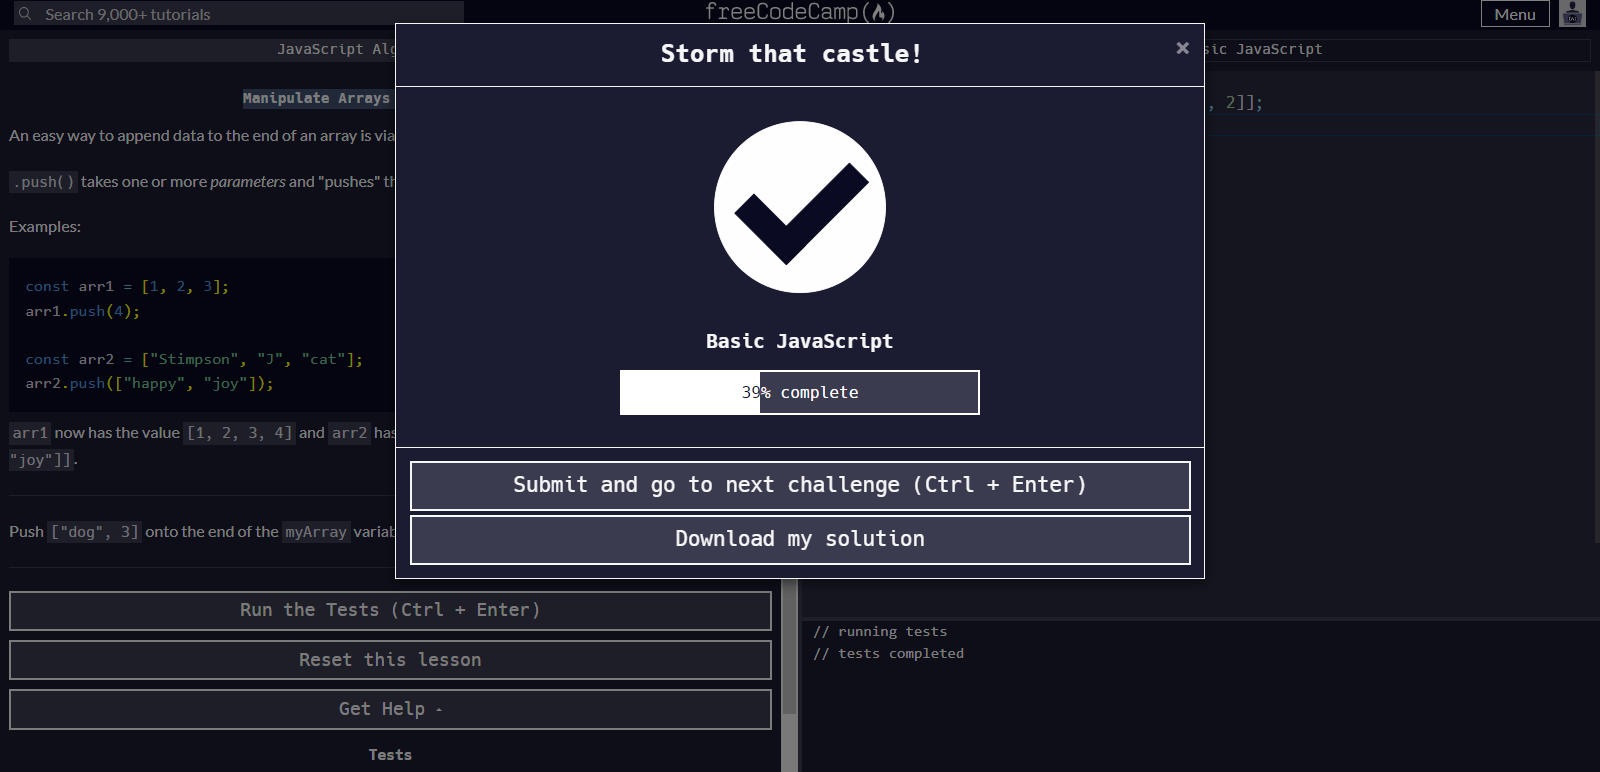 Search 9,000+ tutorials
freeCodeCamp
Menu
JavaScript Alg
sic JavaScript
Manipulate Arrays
An easy way to append data to the end of an array is via
.push() takes one or more parameters and "pushes" th
Examples:
const arr1 = [1, 2, 3];
arr1.push(4);
const arr2 = ["Stimpson", "J", "cat"];
arr2.push(["happy", "joy"]);
arr1 now has the value [1, 2, 3, 4] and arr2 has
"joy"]].
Push ["dog", 3] onto the end of the myArray variab
Run the Tests (Ctrl + Enter)
Reset this lesson
Get Help
Tests
Storm that castle!
×
Basic JavaScript
39% complete
Submit and go to next challenge (Ctrl + Enter)
Download my solution
, 2]];
// running tests
// tests completed